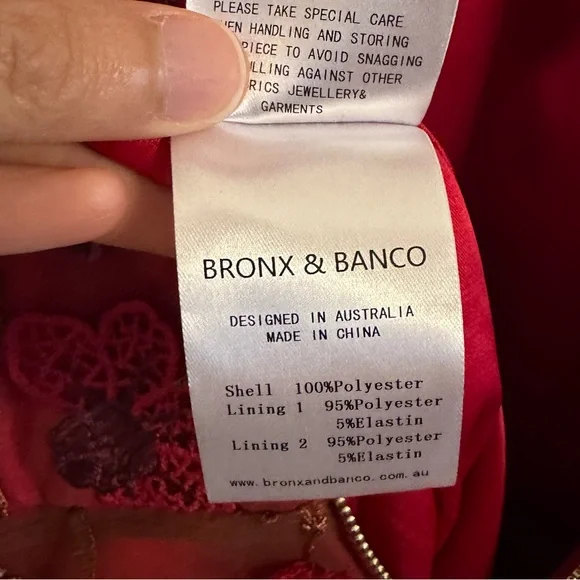 PLEASE TAKE SPECIAL CARE
HANDLING AND STORING
PIECE TO AVOID SNAGGING
AGAINST OTHER
JEWELLERY&
GARMENTS
BRONX & BANCO
DESIGNED IN AUSTRALIA
MADE IN CHINA
Shell 100%Polyester
Lining 1 95%Polyester
5%Elastin
Lining 2 95%Polyester
5%Elastin
www.bronxandbanco.com.au